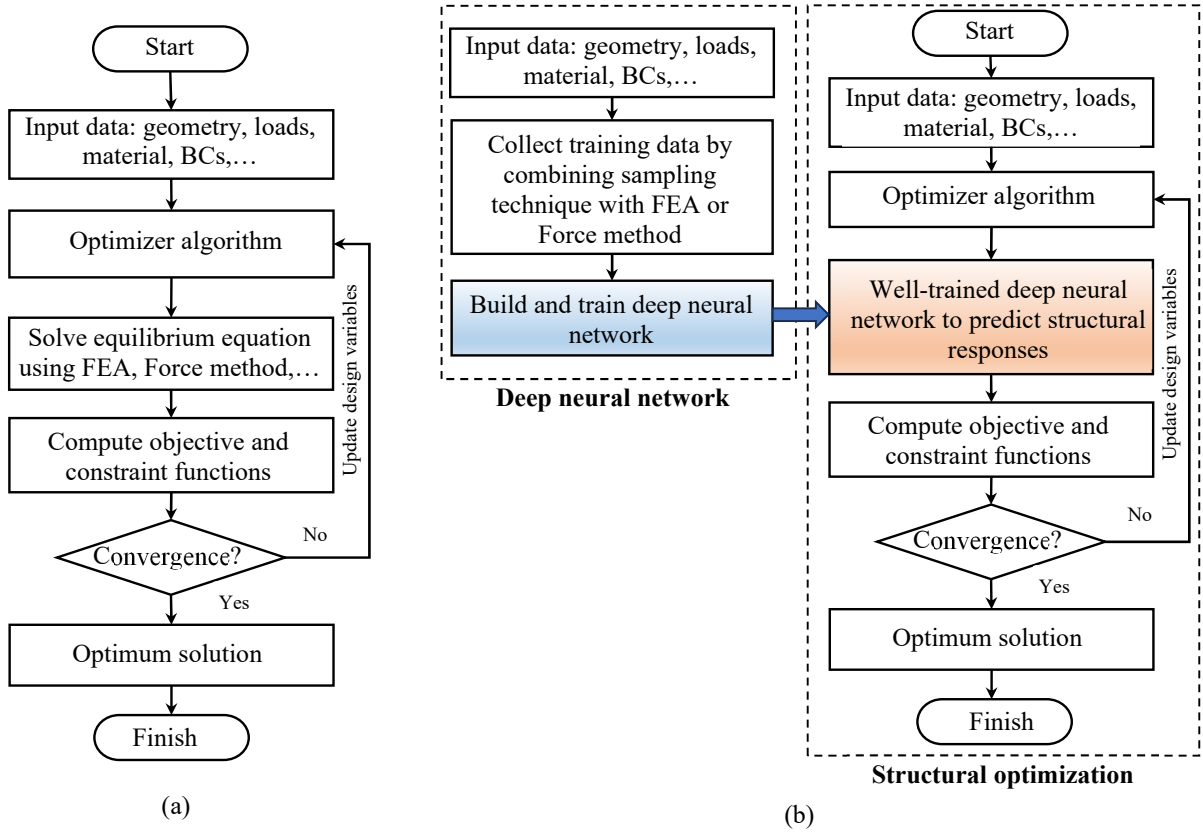 Start
Input data: geometry, loads,
material, BCs,…
Optimizer algorithm
Solve equilibrium equation
using FEA, Force method,…
Compute objective and
constraint functions
Convergence?
No
Yes
Update design variables
Optimum solution
Finish
(a)
Input data: geometry, loads,
material, BCs,…
Collect training data by
combining sampling
technique with FEA or
Force method
Build and train deep neural
network
Deep neural network
Start
Input data: geometry, loads,
material, BCs,…
Optimizer algorithm
Well-trained deep neural
network to predict structural
responses
Compute objective and
constraint functions
Convergence?
No
Yes
Update design variables
Optimum solution
Finish
Structural optimization
(b)